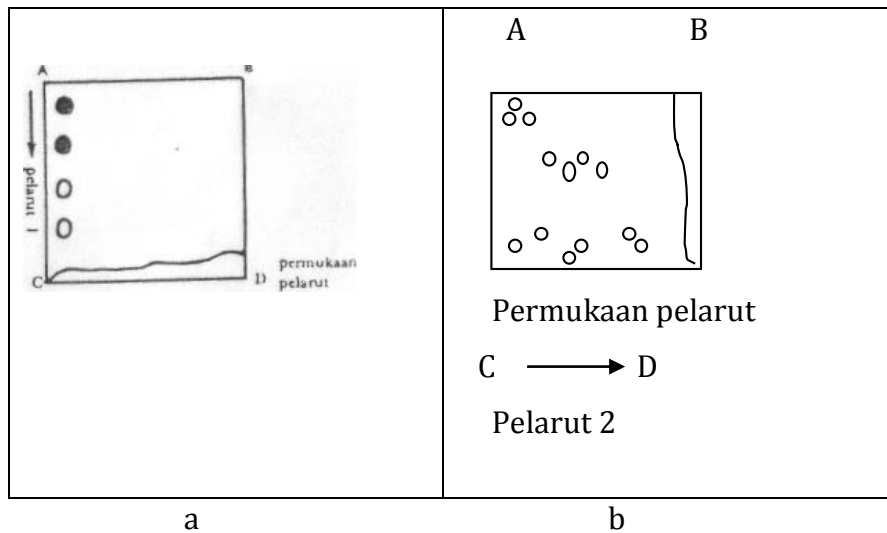 A B
pelarut 1
C D
permukaan
pelarut
A B
Permukaan pelarut
C D
Pelarut 2
a b